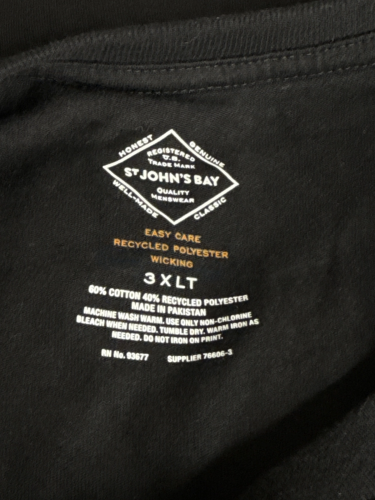 HONEST
GENUINE
REGISTERED
U.S.
TRADE MARK
ST JOHN'S BAY
QUALITY
MENSWEAR
WELL-MADE
CLASSIC
EASY CARE
RECYCLED POLYESTER
WICKING
3XLT
60% COTTON 40% RECYCLED POLYESTER
MADE IN PAKISTAN
MACHINE WASH WARM. USE ONLY NON-CHLORINE
BLEACH WHEN NEEDED. TUMBLE DRY. WARM IRON AS
NEEDED. DO NOT IRON ON PRINT.
RN No. 93677 SUPPLIER 76606-3